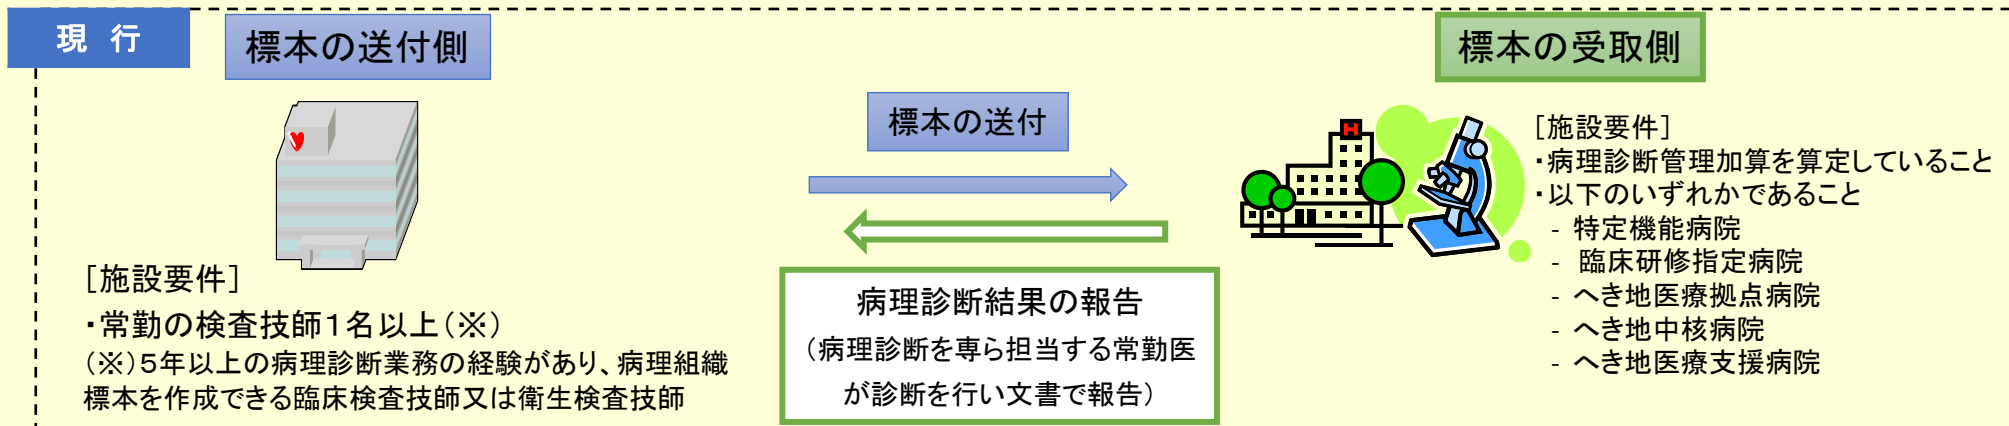 現 行
標本の送付側
[施設要件]
・常勤の検査技師1名以上(※)
(※)5年以上の病理診断業務の経験があり、病理組織
標本を作成できる臨床検査技師又は衛生検査技師
標本の送付
病理診断結果の報告
(病理診断を専ら担当する常勤医
が診断を行い文書で報告)
標本の受取側
H
[施設要件]
・病理診断管理加算を算定していること
・以下のいずれかであること
- 特定機能病院
- 臨床研修指定病院
- へき地医療拠点病院
- へき地中核病院
- へき地医療支援病院